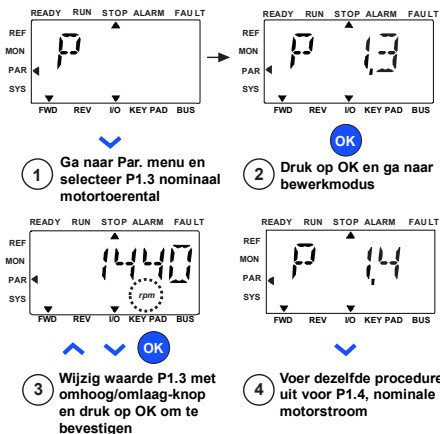 READY RUN STOP ALARM FAULT
REF
MON
PAR
SYS
P
FWD REV I/O KEYPAD BUS
1 Ga naar Par. menu en
selecteer P1.3 nominaal
motortoerental
READY RUN STOP ALARM FAULT
REF
MON
PAR
SYS
P 1.3
FWD REV I/O KEYPAD BUS
OK
2 Druk op OK en ga naar
bewerkmodus
READY RUN STOP ALARM FAULT
REF
MON
PAR
SYS
1440
rpm
FWD REV I/O KEYPAD BUS
OK
3 Wijzig waarde P1.3 met
omhoog/omlaag-knop
en druk op OK om te
bevestigen
READY RUN STOP ALARM FAULT
REF
MON
PAR
SYS
P 1.4
FWD REV I/O KEYPAD BUS
4 Voer dezelfde procedure
uit voor P1.4, nominale
motorstroom